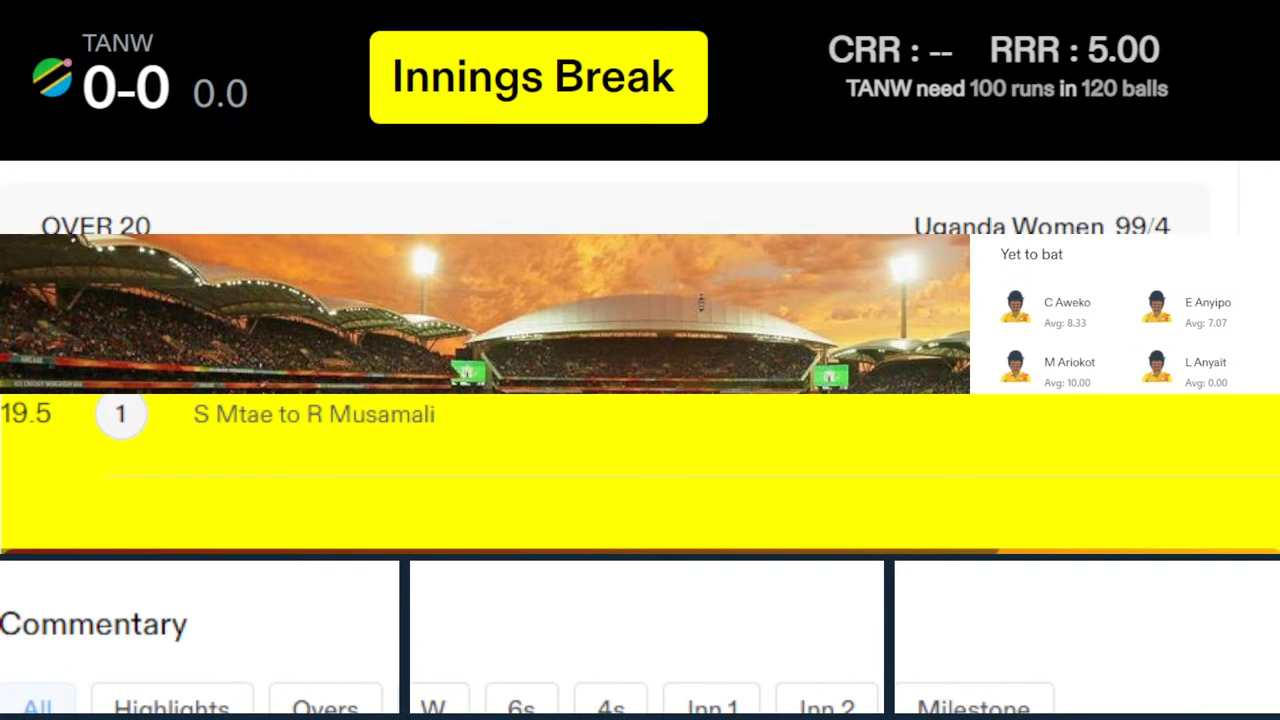 TANW
0-0 0.0
Innings Break
CRR : -- RRR : 5.00
TANW need 100 runs in 120 balls
OVER 20
Uganda Women 99/4
Yet to bat
C Aweko
Avg: 8.33
E Anyipo
Avg: 7.07
M Ariokot
Avg: 10.00
L Anyait
Avg: 0.00
19.5 1 S Mtae to R Musamali
Commentary
All Highlights Overs W 6s 4s Inn 1 Inn 2 Milestone